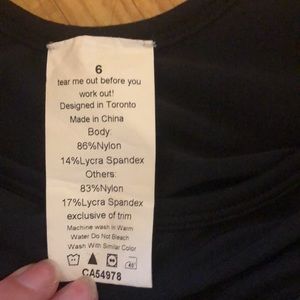 6
tear me out before you
work out!
Designed in Toronto
Made in China
Body
86%Nylon
14%Lycra Spandex
Others:
83%Nylon
17%Lycra Spandex
exclusive of trim
Machine wash in Warm
Water Do Not Bleach
Wash With Similar Color
CA54978